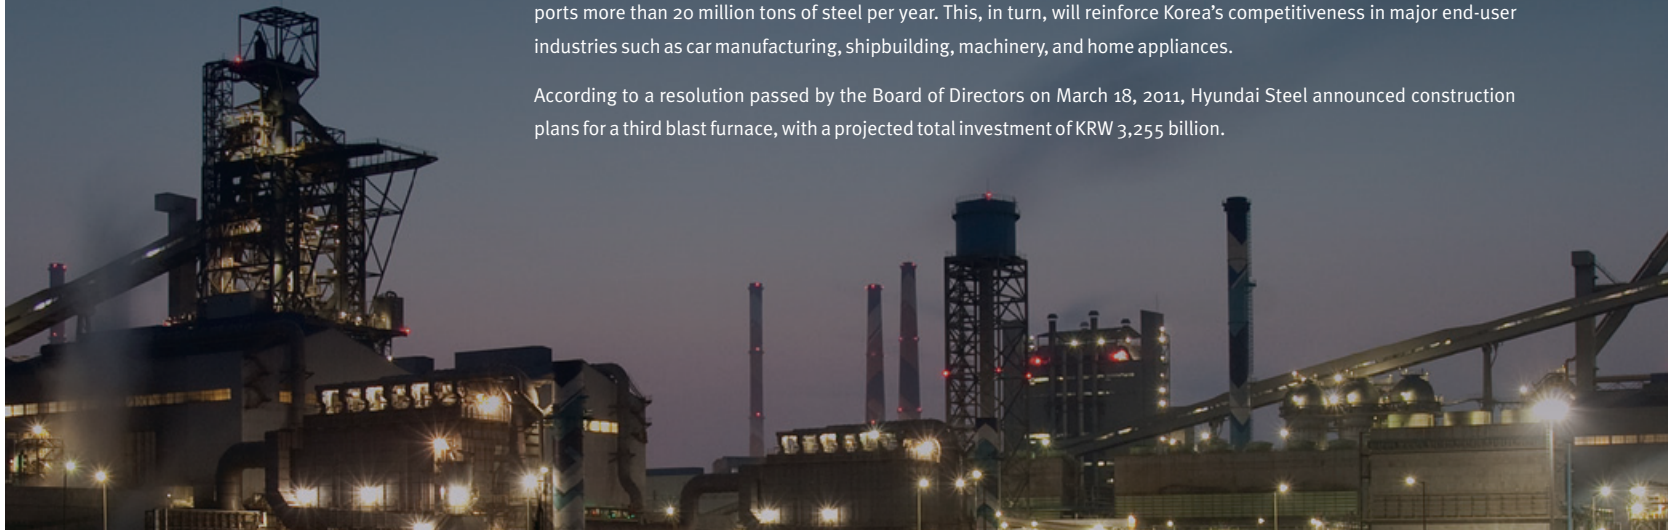 ports more than 20 million tons of steel per year. This, in turn, will reinforce Korea’s competitiveness in major end-user
industries such as car manufacturing, shipbuilding, machinery, and home appliances.
According to a resolution passed by the Board of Directors on March 18, 2011, Hyundai Steel announced construction
plans for a third blast furnace, with a projected total investment of KRW 3,255 billion.